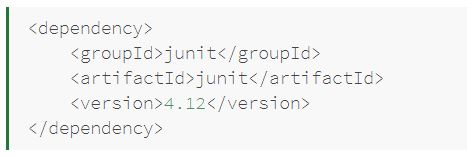 <dependency>
    <groupId>junit</groupId>
    <artifactId>junit</artifactId>
    <version>4.12</version>
</dependency>